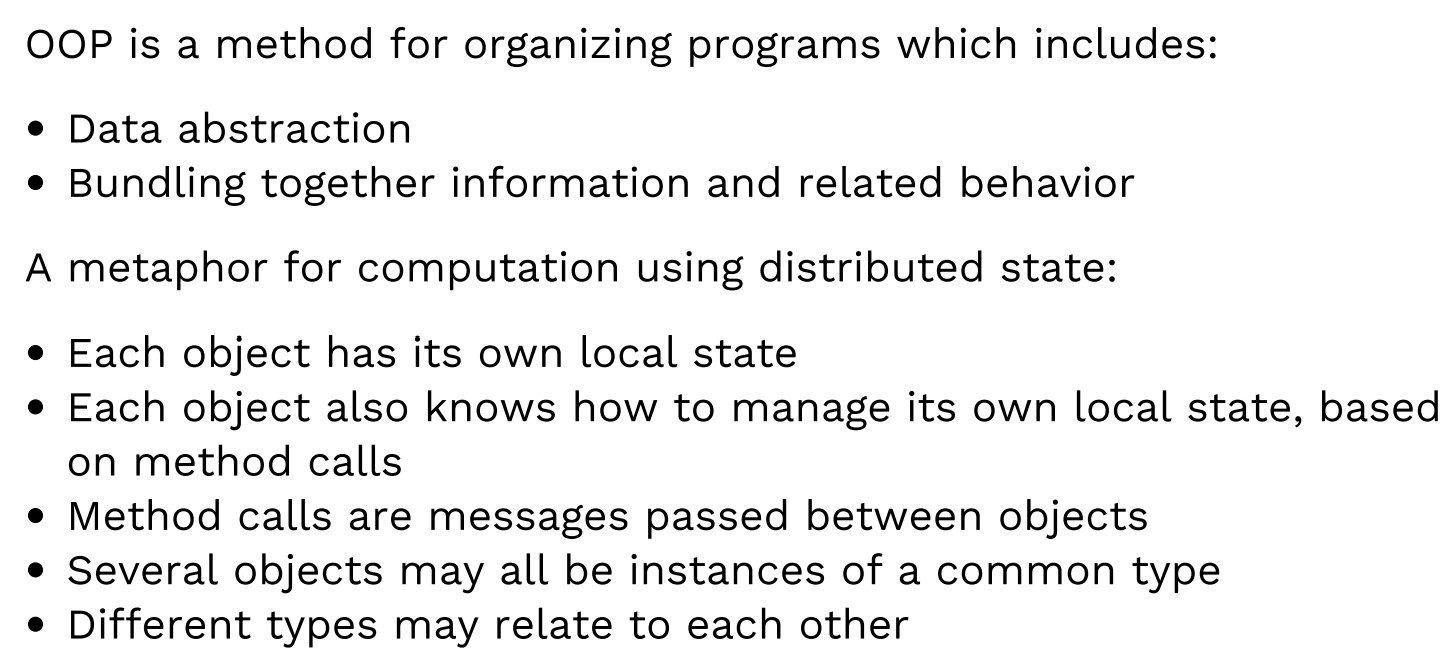 OOP is a method for organizing programs which includes:
• Data abstraction
• Bundling together information and related behavior
A metaphor for computation using distributed state:
• Each object has its own local state
• Each object also knows how to manage its own local state, based
on method calls
• Method calls are messages passed between objects
• Several objects may all be instances of a common type
• Different types may relate to each other